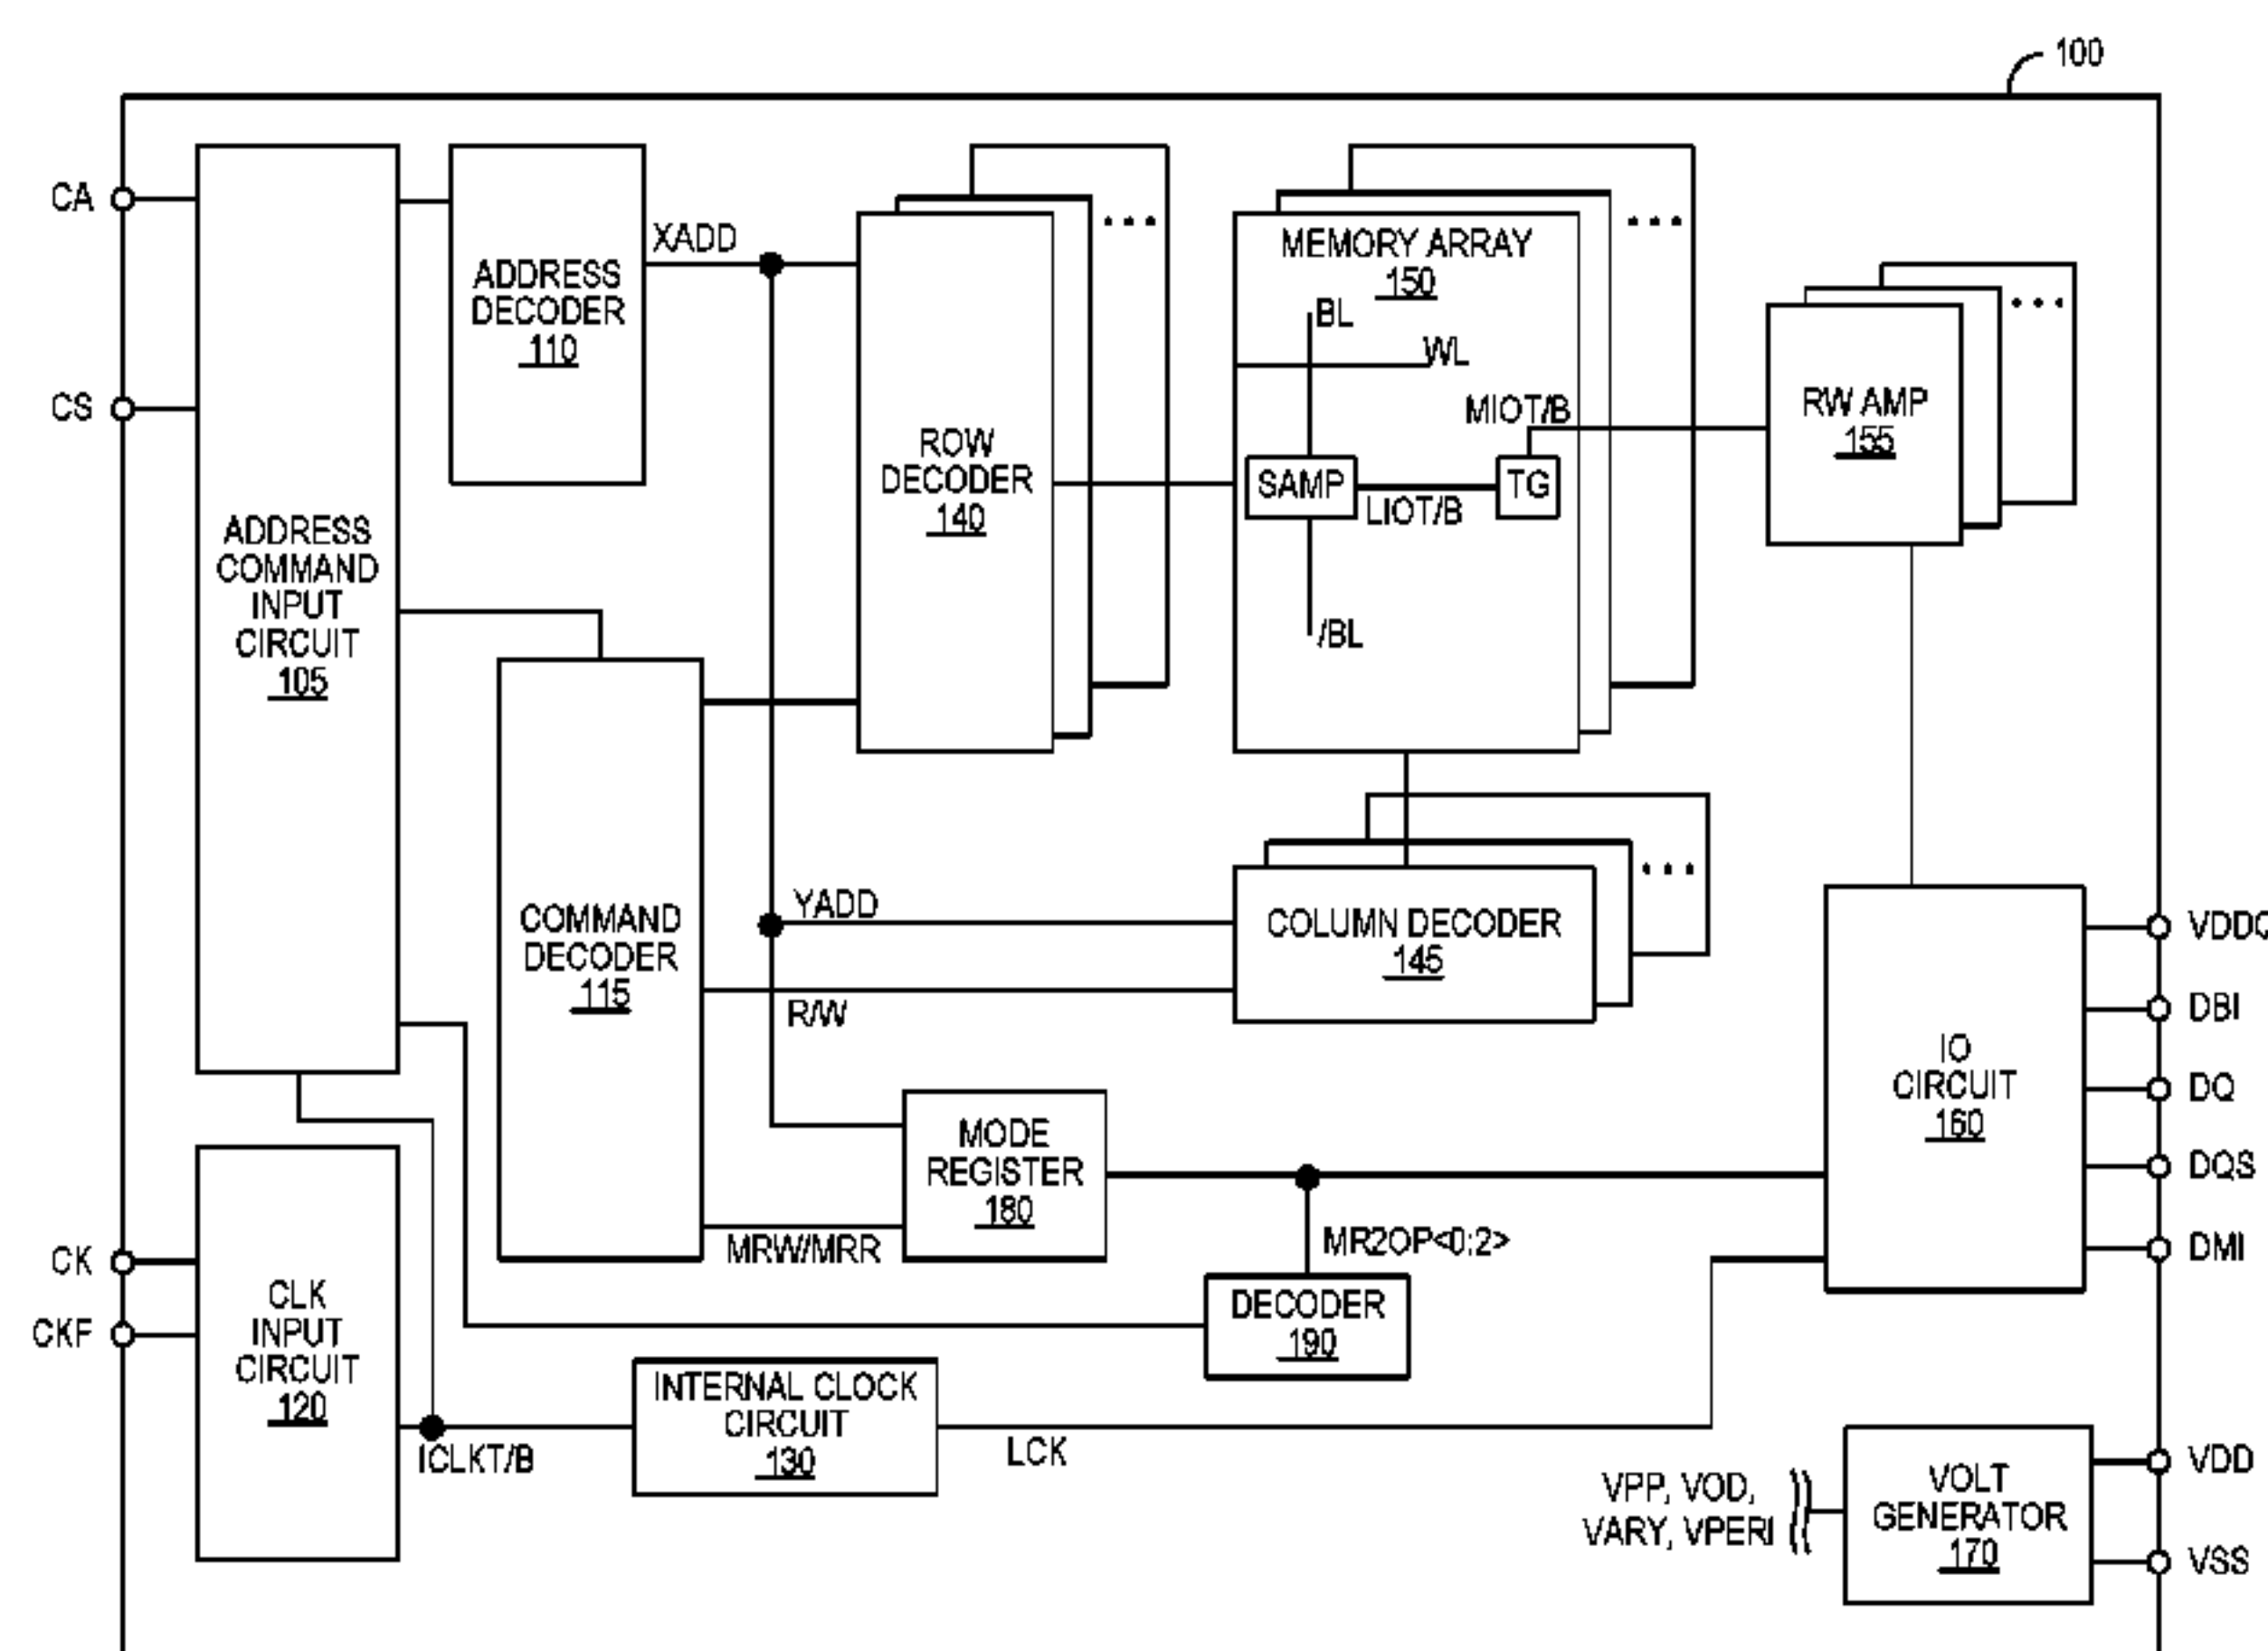 100
CA
CS
ADDRESS
COMMAND
INPUT
CIRCUIT
105
ADDRESS
DECODER
110
XADD
ROW
DECODER
140
...
MEMORY ARRAY
150
...
BL
WL
MIOT/B
SAMP
TG
LIOT/B
/BL
RW AMP
155
...
COMMAND
DECODER
115
YADD
R/W
COLUMN DECODER
145
...
MODE
REGISTER
180
MRW/MRR
MR2OP<0:2>
DECODER
190
IO
CIRCUIT
160
VDDQ
DBI
DQ
DQS
DMI
CK
CKF
CLK
INPUT
CIRCUIT
120
ICLKT/B
INTERNAL CLOCK
CIRCUIT
130
LCK
VPP, VOD,
VARY, VPERI
VOLT
GENERATOR
170
VDD
VSS